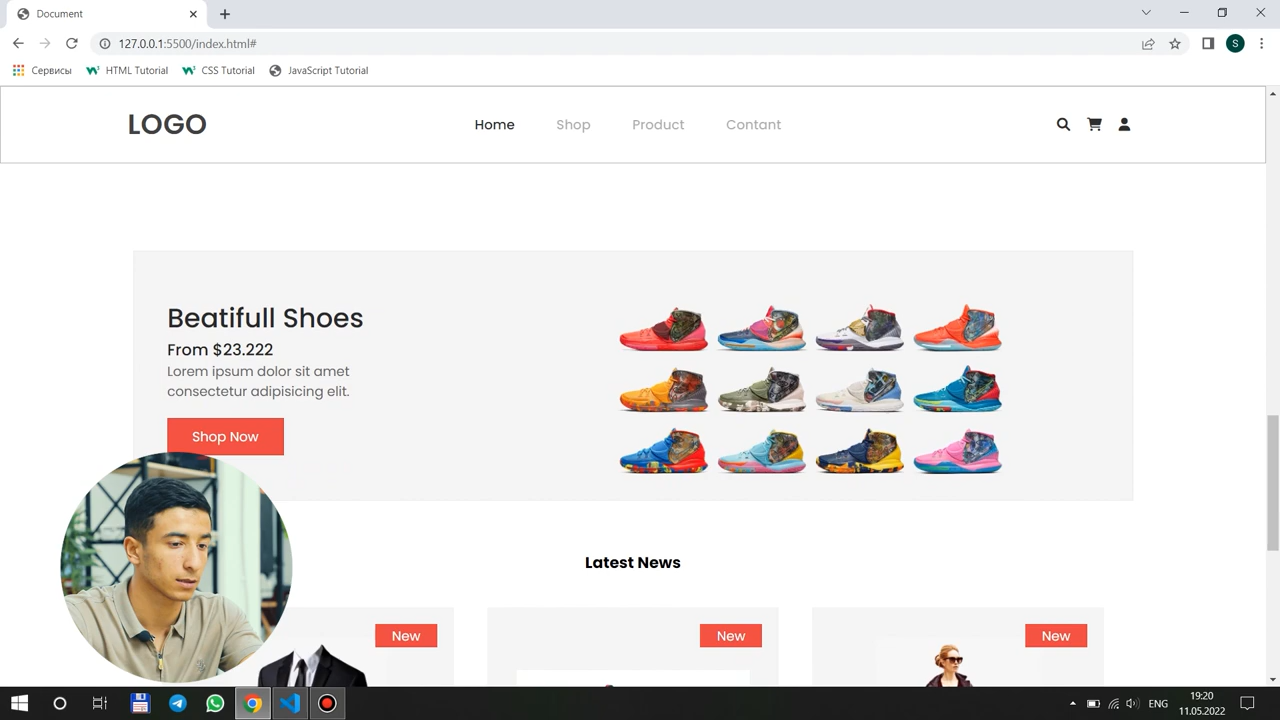 Document
127.0.0.1:5500/index.html#
S
Сервисы
HTML Tutorial
CSS Tutorial
JavaScript Tutorial
LOGO
Home
Shop
Product
Contant
Beatifull Shoes
From $23.222
Lorem ipsum dolor sit amet
consectetur adipisicing elit.
Shop Now
Latest News
New
New
New
ENG
19:20
11.05.2022